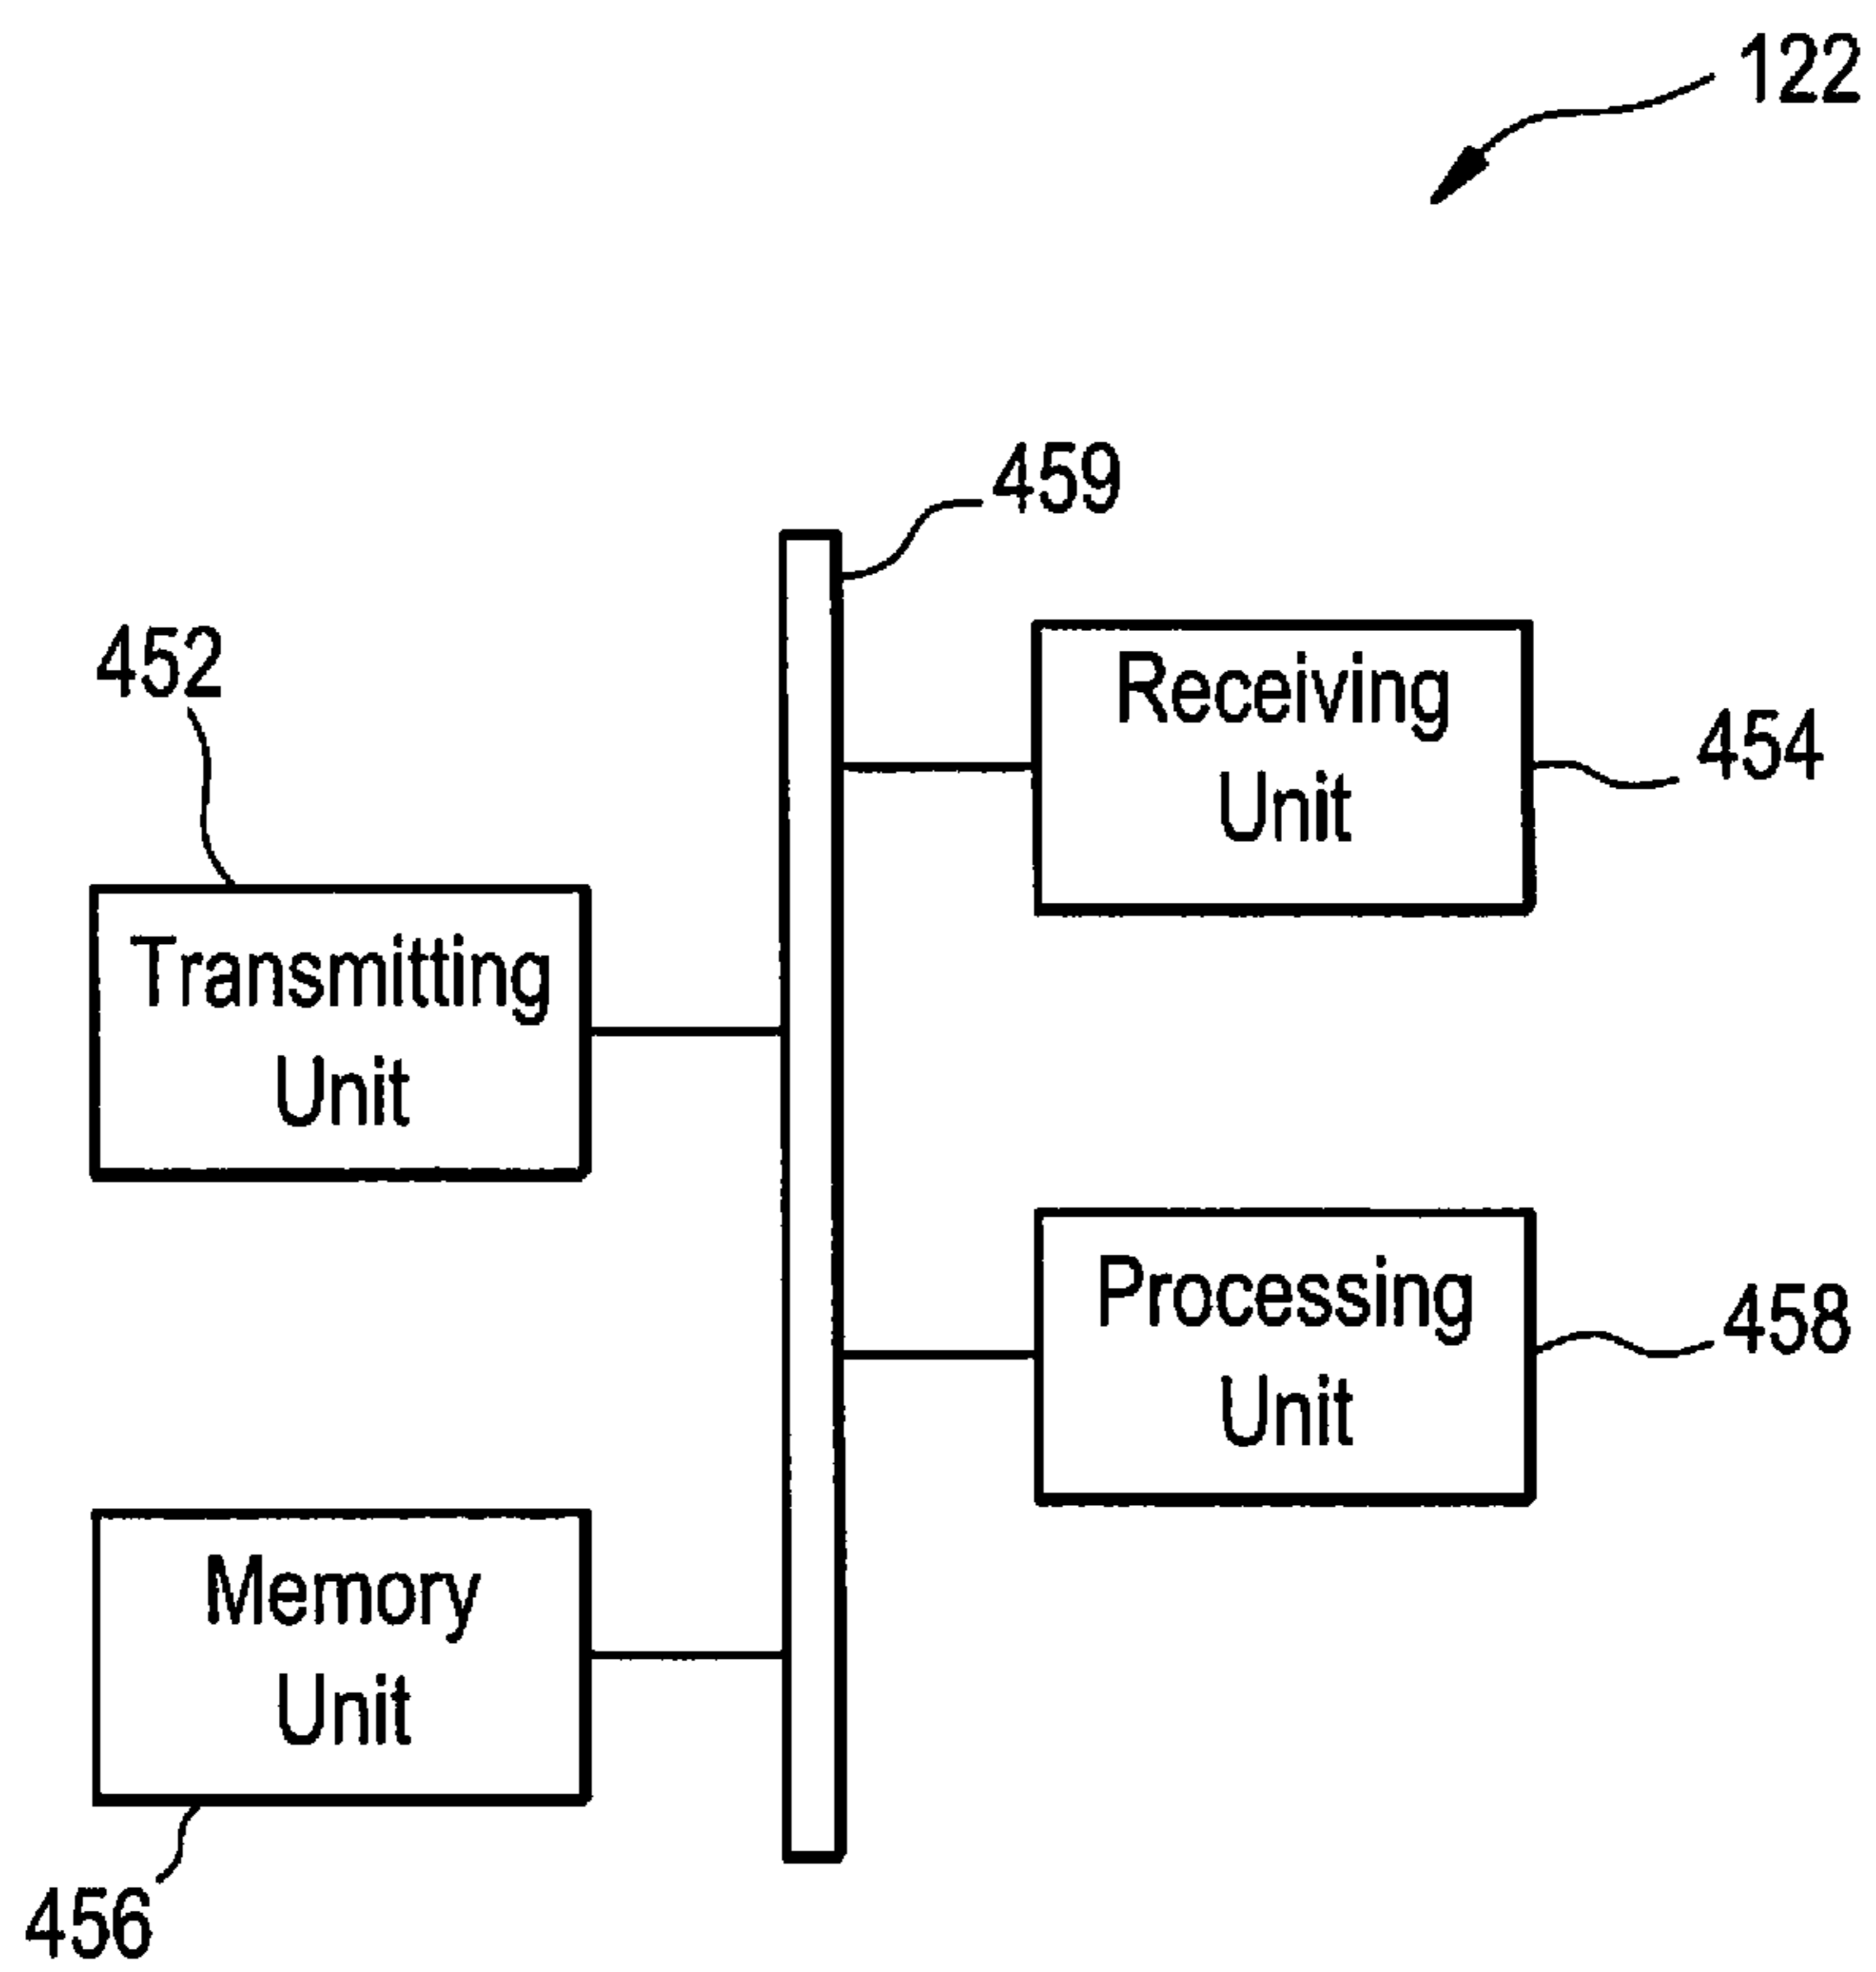 122
459
452
Receiving
Unit
454
Transmitting
Unit
Processing
Unit
458
Memory
Unit
456